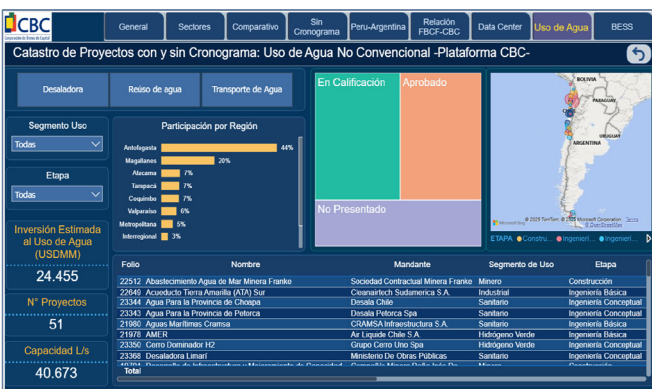 CBC
General
Sectores
Comparativo
Sin Cronograma
Peru-Argentina
Relación FBCF-CBC
Data Center
Uso de Agua
BESS
Catastro de Proyectos con y sin Cronograma: Uso de Agua No Convencional -Plataforma CBC-
Desaladora
Reúso de agua
Transporte de Agua
Segmento Uso
Todas
Etapa
Todas
Inversión Estimada
al Uso de Agua
(USDMM)
24.455
N° Proyectos
51
Capacidad L/s
40.673
Participación por Región
Antofagasta 44%
Magallanes 20%
Atacama 7%
Tarapacá 7%
Coquimbo 7%
Valparaíso 6%
Metropolitana 5%
Interregional 3%
En Calificación
Aprobado
No Presentado
BOLIVIA
PARAGUAY
CHILE
URUGUAY
ARGENTINA
Microsoft Bing
© 2025 TomTom, © 2025 Microsoft Corporation Terms
© OpenStreetMap
ETAPA Constru... Ingenierí... Ingenierí...
Folio Nombre Mandante Segmento de Uso Etapa
22512 Abastecimiento Agua de Mar Minera Franke Sociedad Contractual Minera Franke Minero Construcción
22649 Acueducto Tierra Amarilla (ATA) Sur Cleanairtech Sudamerica S.A. Industrial Ingeniería Básica
23344 Agua Para la Provincia de Choapa Desala Chile Sanitario Ingeniería Conceptual
23343 Agua Para la Provincia de Petorca Desala Petorca Spa Sanitario Ingeniería Conceptual
21980 Aguas Marítimas Cramsa CRAMSA Infraestructura S.A. Sanitario Ingeniería Básica
21978 AMER Air Liquide Chile S.A. Hidrógeno Verde Ingeniería Básica
23350 Cerro Dominador H2 Grupo Cerro Uno Spa Hidrógeno Verde Ingeniería Conceptual
23368 Desaladora Limarí Ministerio De Obras Públicas Sanitario Ingeniería Conceptual
Total